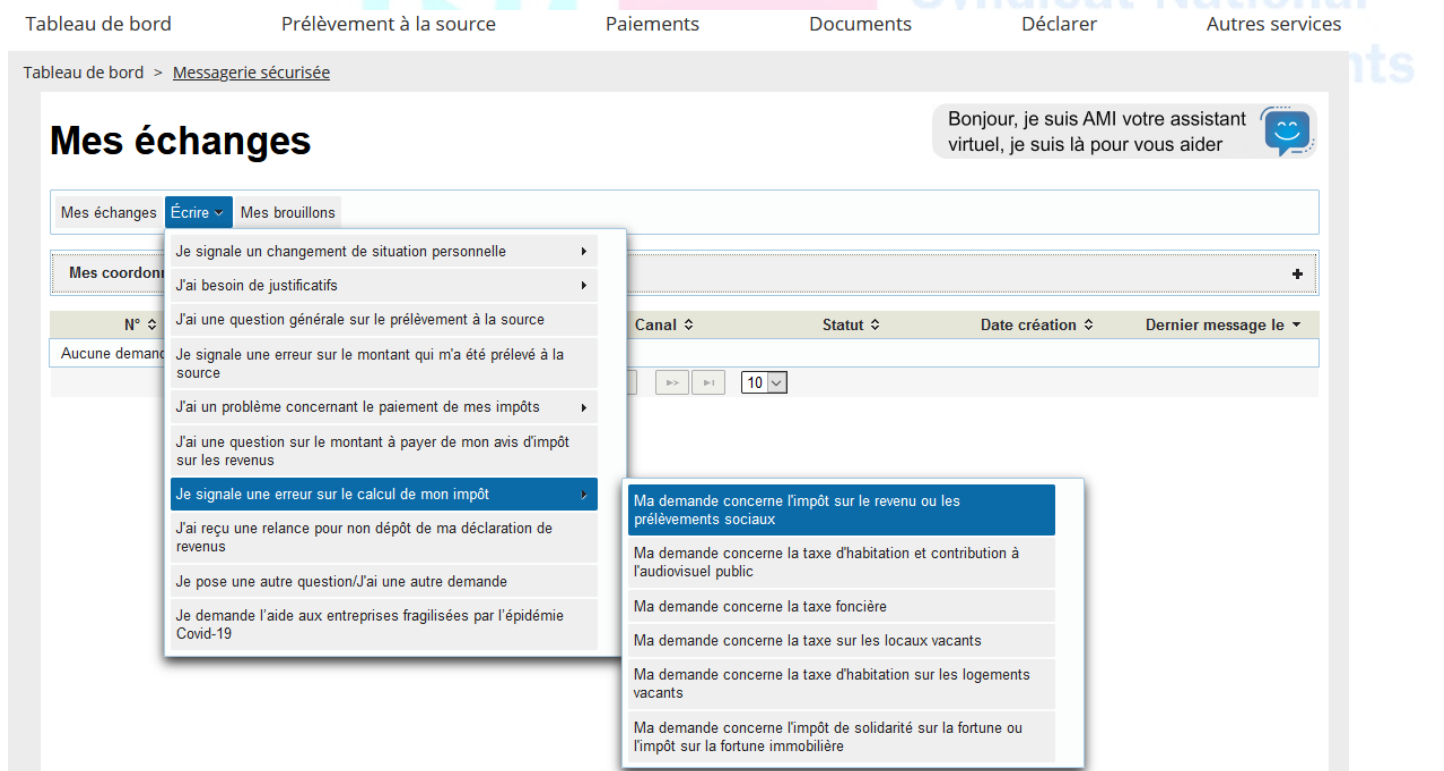 Syndicat National
Tableau de bord Prélèvement à la source Paiements Documents Déclarer Autres services
Tableau de bord > Messagerie sécurisée
Mes échanges
Bonjour, je suis AMI votre assistant
virtuel, je suis là pour vous aider
Mes échanges Écrire Mes brouillons
Mes coordonn
N° Canal Statut Date création Dernier message le
Aucune demand
10
Je signale un changement de situation personnelle
J'ai besoin de justificatifs
J'ai une question générale sur le prélèvement à la source
Je signale une erreur sur le montant qui m'a été prélevé à la
source
J'ai un problème concernant le paiement de mes impôts
J'ai une question sur le montant à payer de mon avis d'impôt
sur les revenus
Je signale une erreur sur le calcul de mon impôt
J'ai reçu une relance pour non dépôt de ma déclaration de
revenus
Je pose une autre question/J'ai une autre demande
Je demande l'aide aux entreprises fragilisées par l'épidémie
Covid-19
Ma demande concerne l'impôt sur le revenu ou les
prélèvements sociaux
Ma demande concerne la taxe d'habitation et contribution à
l'audiovisuel public
Ma demande concerne la taxe foncière
Ma demande concerne la taxe sur les locaux vacants
Ma demande concerne la taxe d'habitation sur les logements
vacants
Ma demande concerne l'impôt de solidarité sur la fortune ou
l'impôt sur la fortune immobilière